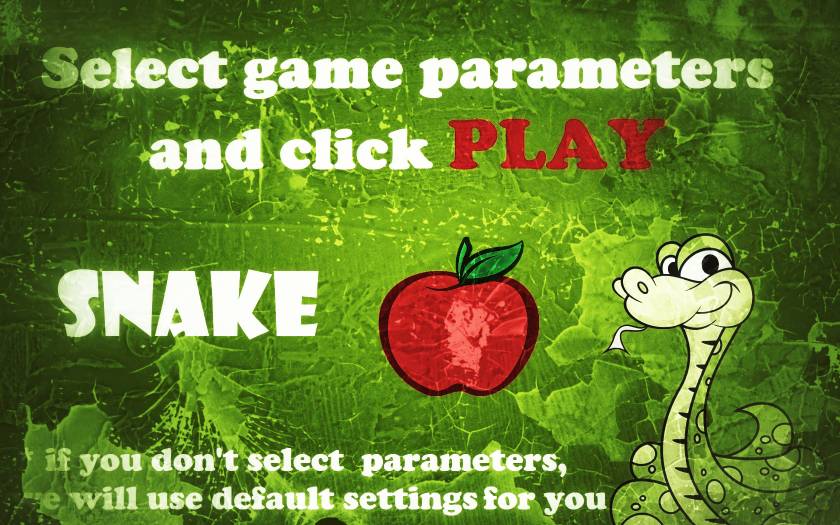 Select game parameters
and click PLAY
SNAKE
if you don't select parameters,
will use default settings for you